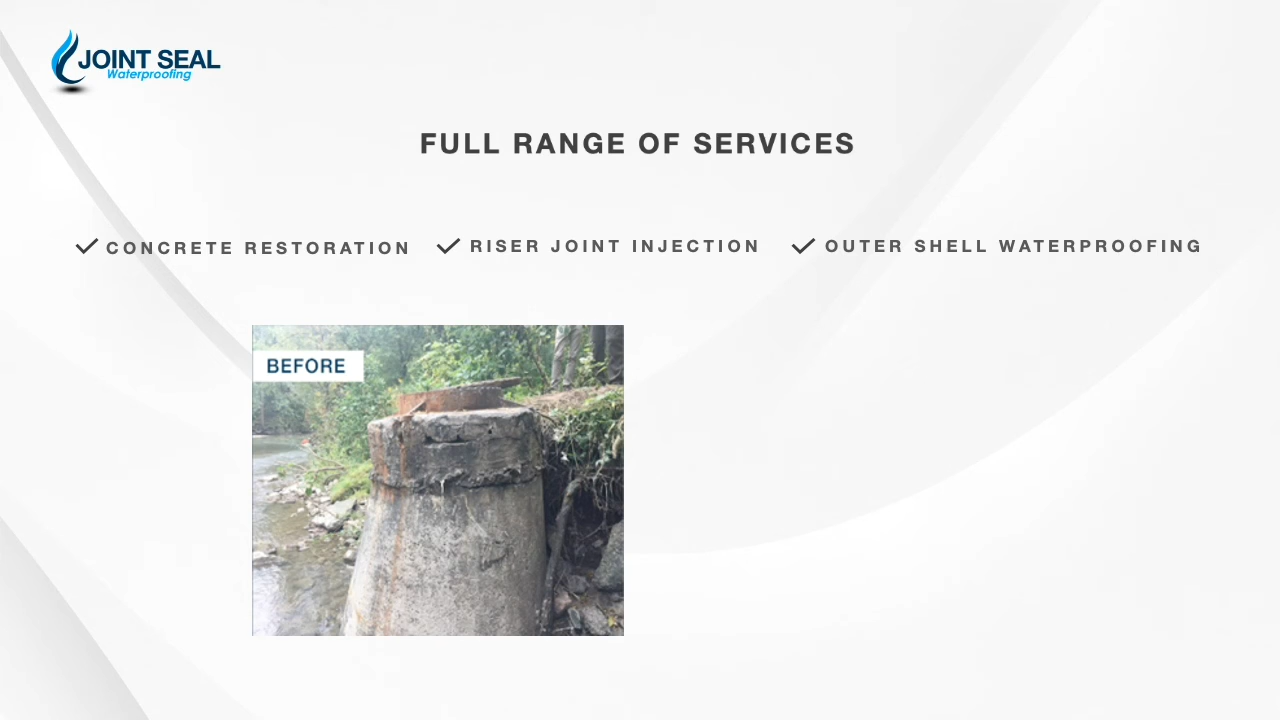 JOINT SEAL
Waterproofing
FULL RANGE OF SERVICES
CONCRETE RESTORATION
RISER JOINT INJECTION
OUTER SHELL WATERPROOFING
BEFORE